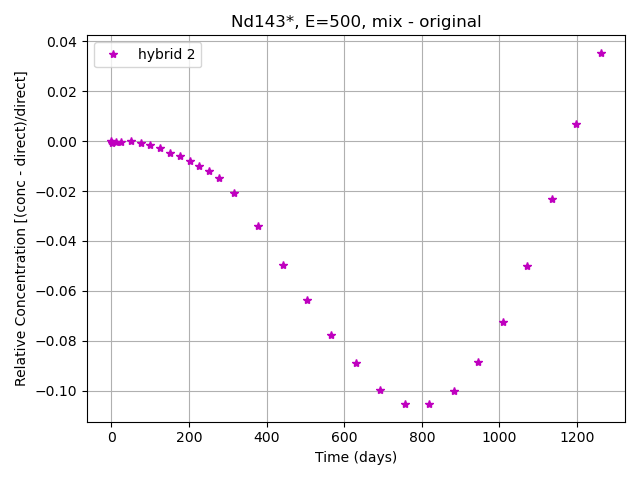 Nd143*, E=500, mix - original
hybrid 2
Relative Concentration [(conc - direct)/direct]
0.04
0.02
0.00
−0.02
−0.04
−0.06
−0.08
−0.10
0 200 400 600 800 1000 1200
Time (days)